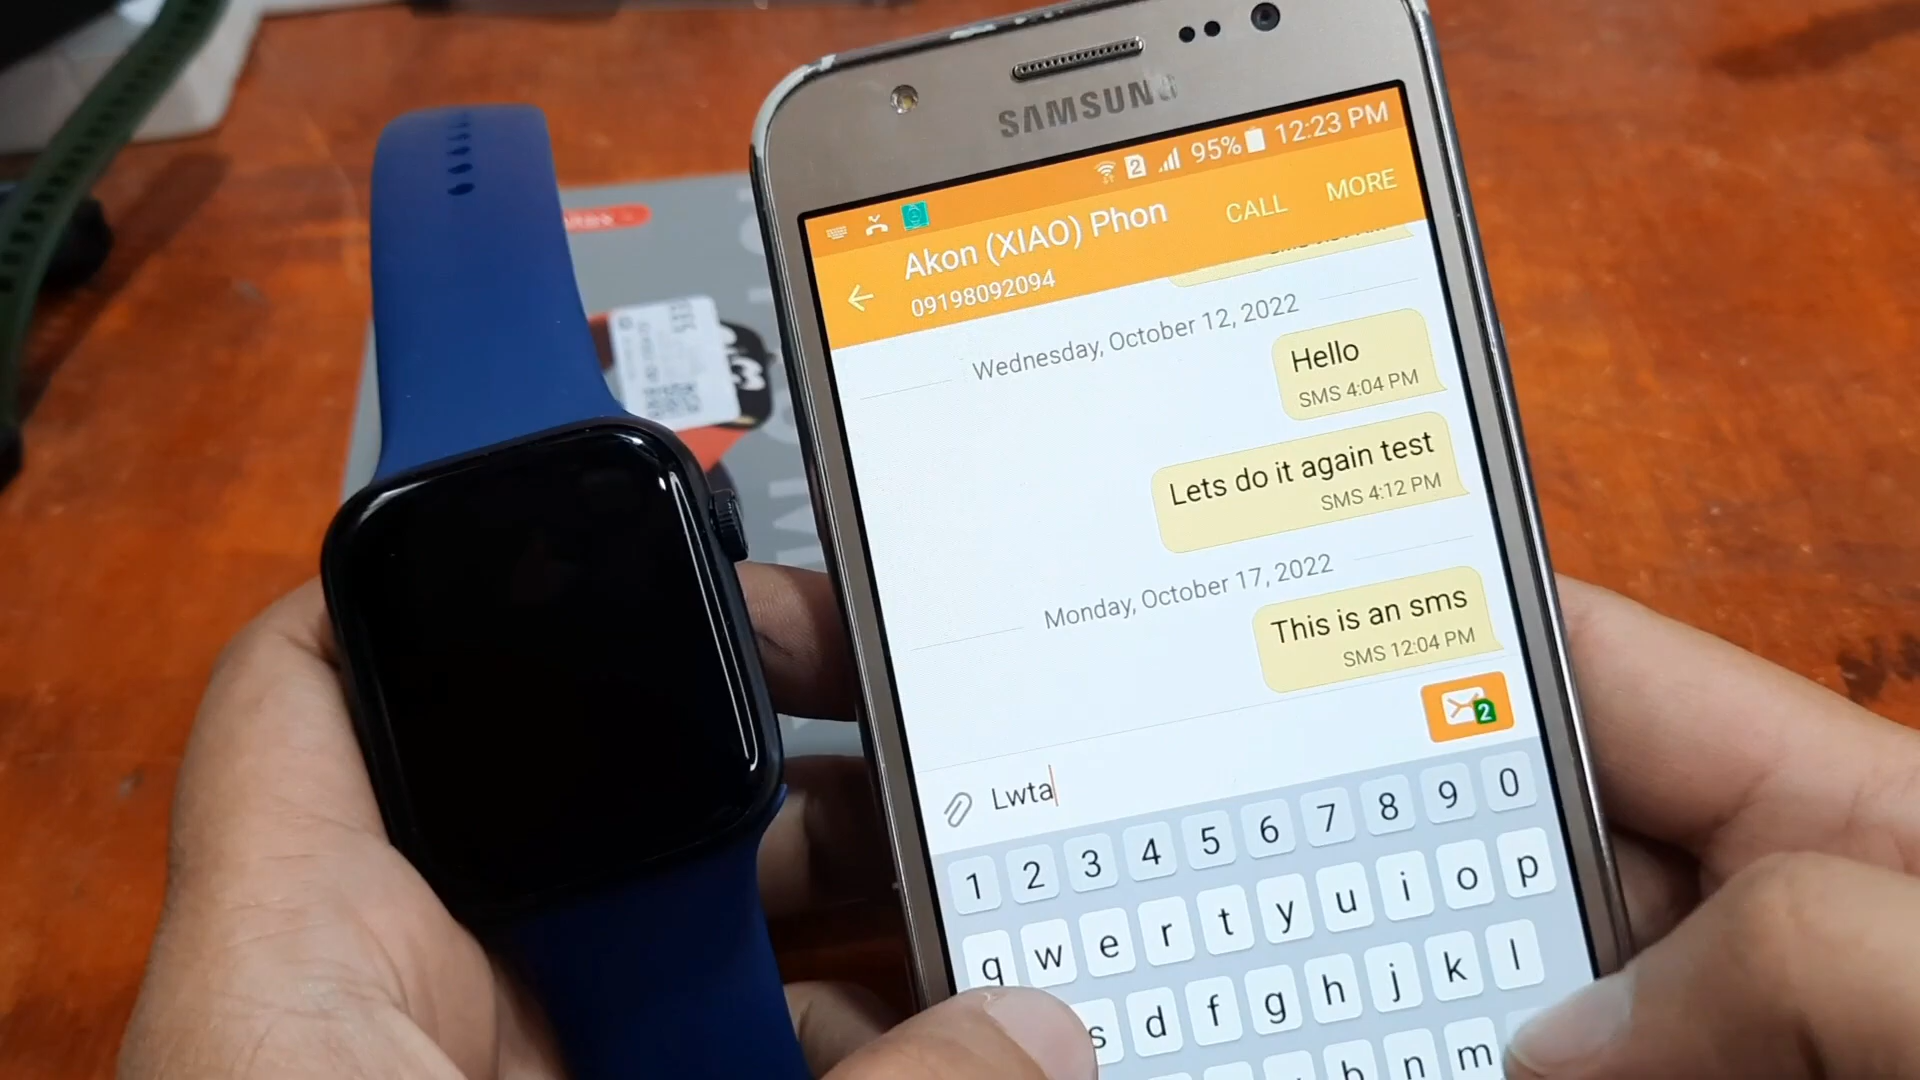 SAMSUNG
2 95% 12:23 PM
Akon (XIAO) Phon
09198092094
CALL
MORE
Wednesday, October 12, 2022
Hello
SMS 4:04 PM
Lets do it again test
SMS 4:12 PM
Monday, October 17, 2022
This is an sms
SMS 12:04 PM
2
Lwta
1 2 3 4 5 6 7 8 9 0
q w e r t y u i o p
s d f g h j k l
b n m